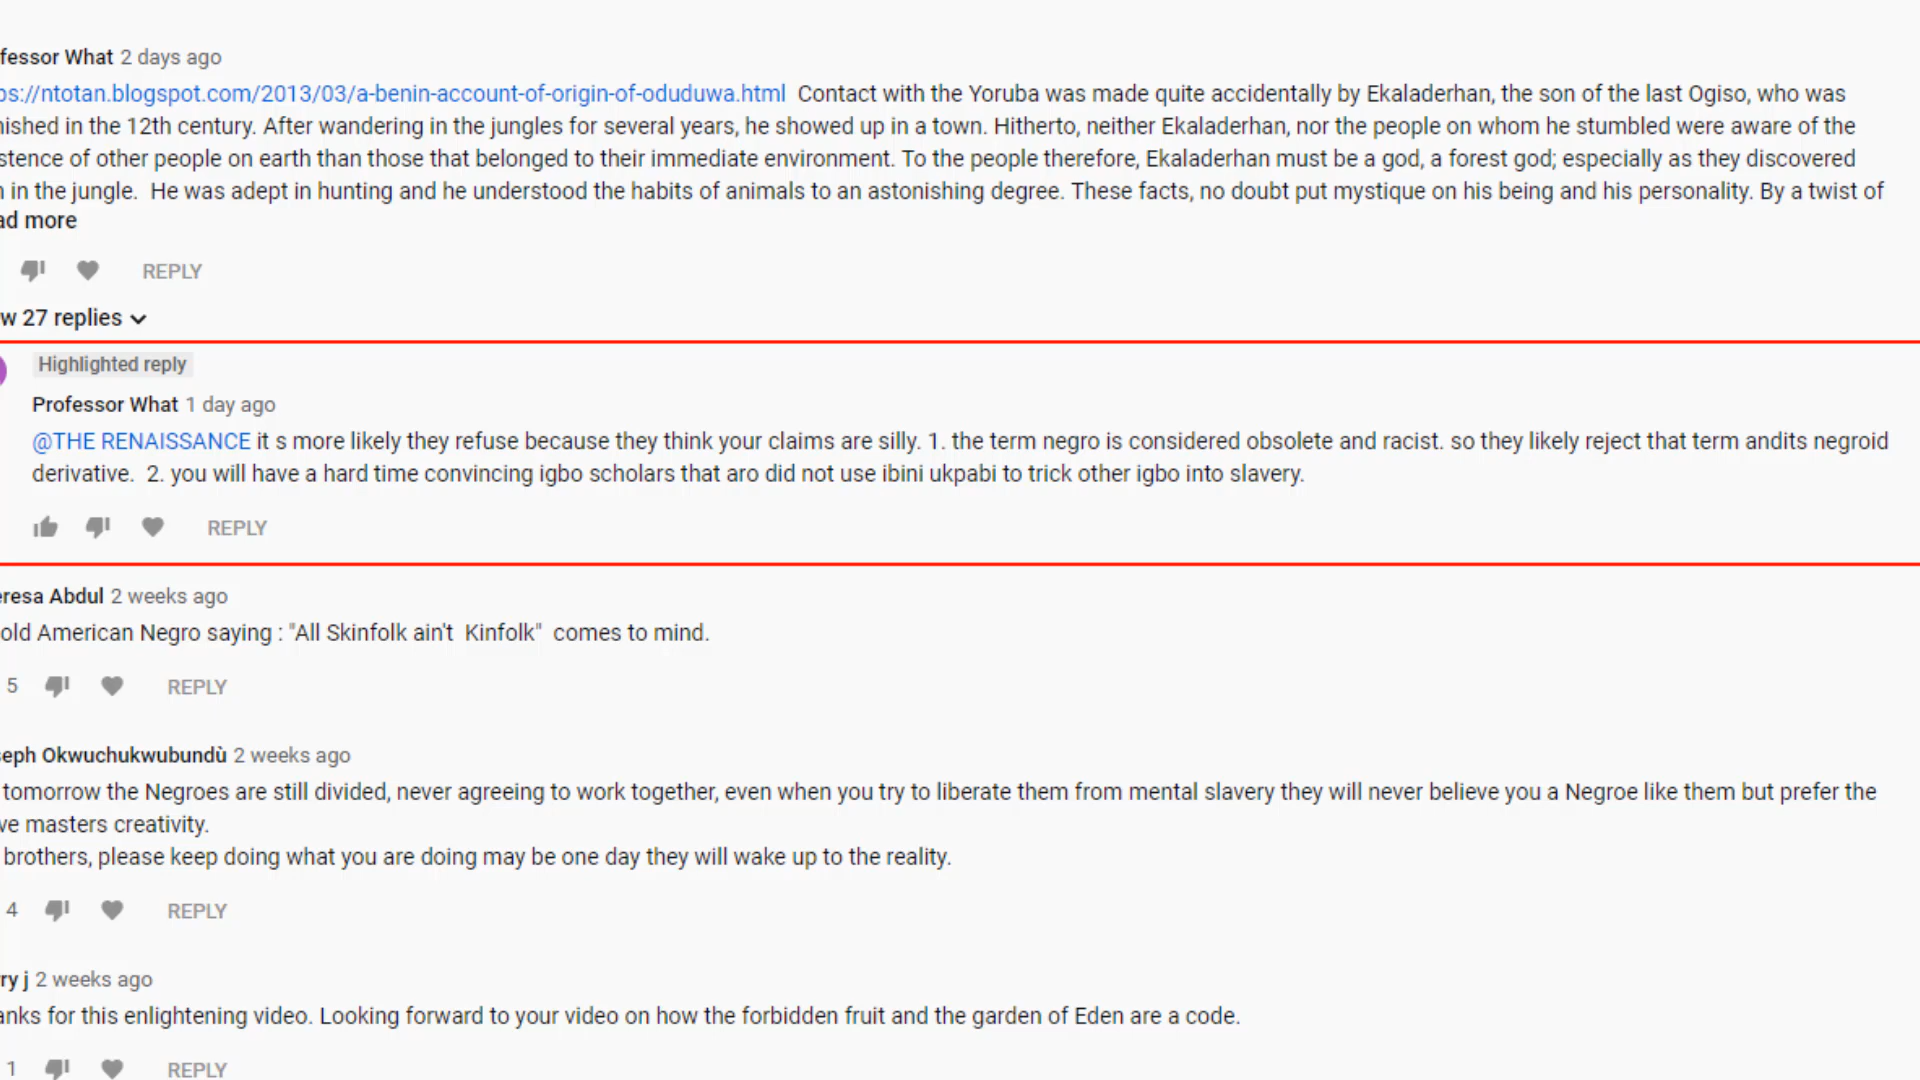 fessor What 2 days ago
ps://ntotan.blogspot.com/2013/03/a-benin-account-of-origin-of-oduduwa.html Contact with the Yoruba was made quite accidentally by Ekaladerhan, the son of the last Ogiso, who was
nished in the 12th century. After wandering in the jungles for several years, he showed up in a town. Hitherto, neither Ekaladerhan, nor the people on whom he stumbled were aware of the
stence of other people on earth than those that belonged to their immediate environment. To the people therefore, Ekaladerhan must be a god, a forest god; especially as they discovered
in the jungle. He was adept in hunting and he understood the habits of animals to an astonishing degree. These facts, no doubt put mystique on his being and his personality. By a twist of
ad more
REPLY
w 27 replies
Highlighted reply
Professor What 1 day ago
@THE RENAISSANCE it s more likely they refuse because they think your claims are silly. 1. the term negro is considered obsolete and racist. so they likely reject that term andits negroid
derivative. 2. you will have a hard time convincing igbo scholars that aro did not use ibini ukpabi to trick other igbo into slavery.
REPLY
eresa Abdul 2 weeks ago
old American Negro saying : "All Skinfolk ain't Kinfolk" comes to mind.
5 REPLY
seph Okwuchukwubundù 2 weeks ago
tomorrow the Negroes are still divided, never agreeing to work together, even when you try to liberate them from mental slavery they will never believe you a Negroe like them but prefer the
ve masters creativity.
brothers, please keep doing what you are doing may be one day they will wake up to the reality.
4 REPLY
rry j 2 weeks ago
anks for this enlightening video. Looking forward to your video on how the forbidden fruit and the garden of Eden are a code.
1 REPLY